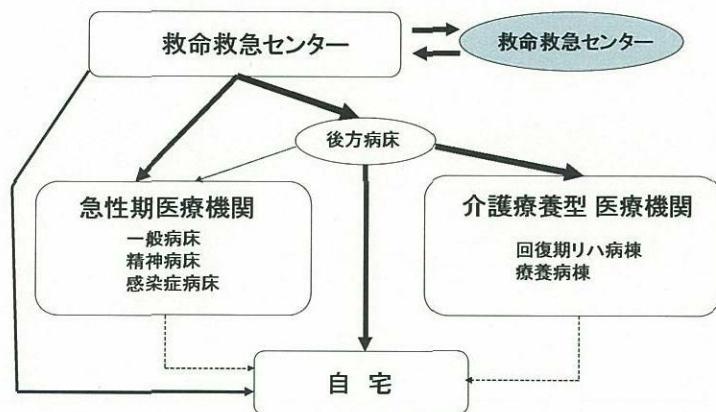 救命救急センター
救命救急センター
後方病床
急性期医療機関
一般病床
精神病床
感染症病床
介護療養型 医療機関
回復期リハ病棟
療養病棟
自 宅